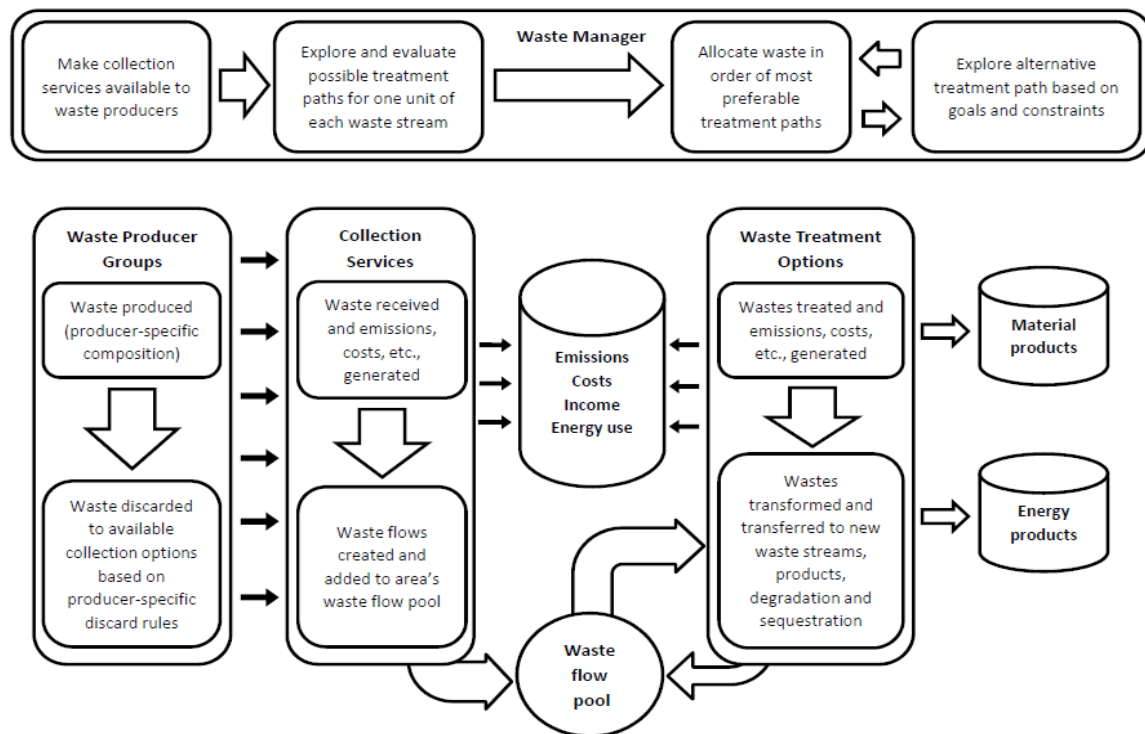 Waste Manager
Make collection
services available to
waste producers
Explore and evaluate
possible treatment
paths for one unit of
each waste stream
Allocate waste in
order of most
preferable
treatment paths
Explore alternative
treatment path based on
goals and constraints
Waste Producer
Groups
Waste produced
(producer-specific
composition)
Waste discarded
to available
collection options
based on
producer-specific
discard rules
Collection
Services
Waste received
and emissions,
costs, etc.,
generated
Waste flows
created and
added to area's
waste flow pool
Emissions
Costs
Income
Energy use
Waste
flow
pool
Waste Treatment
Options
Wastes treated and
emissions, costs,
etc., generated
Wastes
transformed and
transferred to new
waste streams,
products,
degradation and
sequestration
Material
products
Energy
products